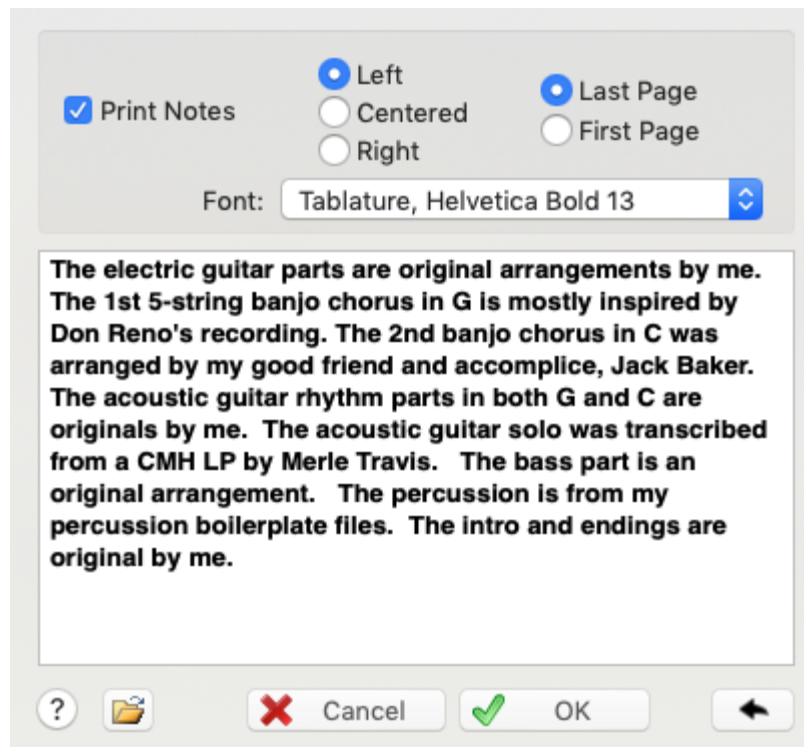 Print Notes
Left
Centered
Right
Last Page
First Page
Font: Tablature, Helvetica Bold 13
The electric guitar parts are original arrangements by me.
The 1st 5-string banjo chorus in G is mostly inspired by
Don Reno's recording. The 2nd banjo chorus in C was
arranged by my good friend and accomplice, Jack Baker.
The acoustic guitar rhythm parts in both G and C are
originals by me.  The acoustic guitar solo was transcribed
from a CMH LP by Merle Travis.   The bass part is an
original arrangement.   The percussion is from my
percussion boilerplate files.  The intro and endings are
original by me.
? Cancel OK